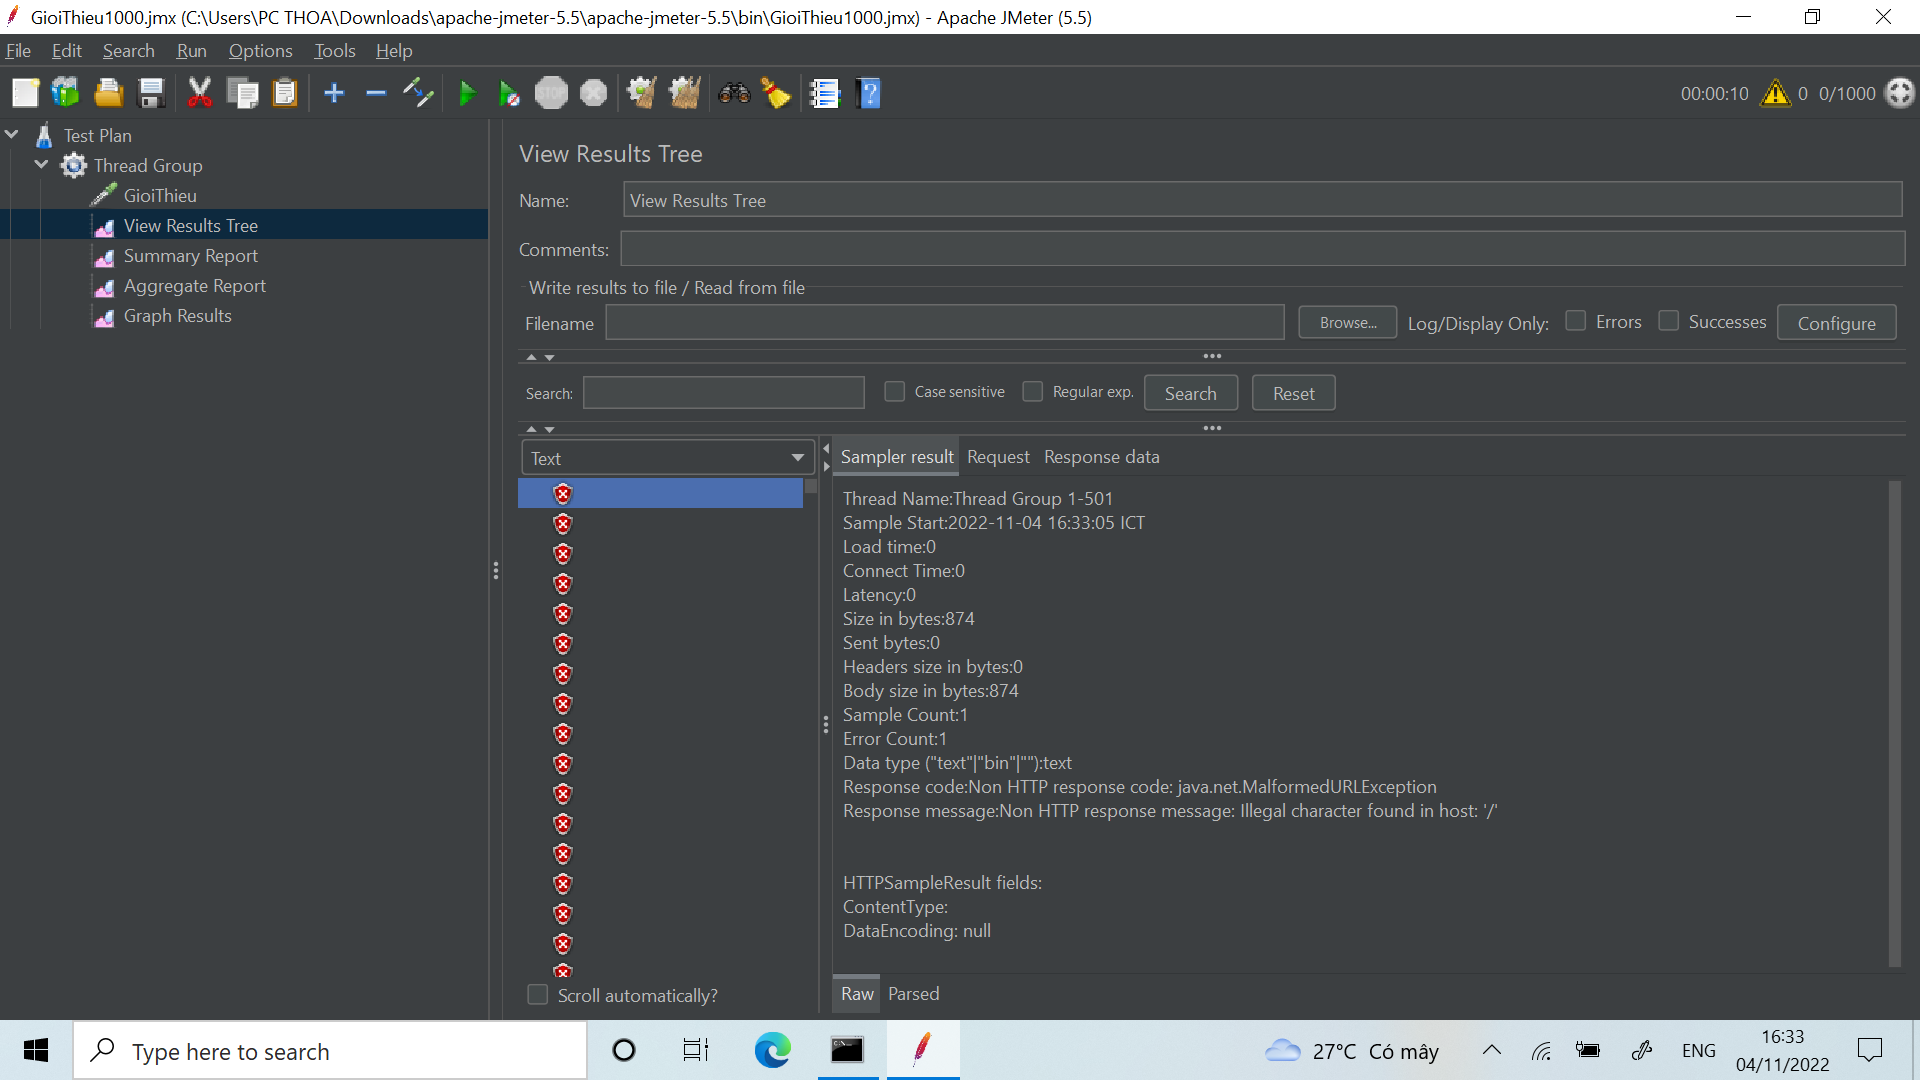 GioiThieu1000.jmx (C:\Users\PC THOA\Downloads\apache-jmeter-5.5\apache-jmeter-5.5\bin\GioiThieu1000.jmx) - Apache JMeter (5.5)
File Edit Search Run Options Tools Help
STOP
00:00:10 0 0/1000
Test Plan
Thread Group
GioiThieu
View Results Tree
Summary Report
Aggregate Report
Graph Results
View Results Tree
Name: View Results Tree
Comments:
Write results to file / Read from file
Filename Browse... Log/Display Only: Errors Successes Configure
Search: Case sensitive Regular exp. Search Reset
Text
Sampler result Request Response data
Thread Name:Thread Group 1-501
Sample Start:2022-11-04 16:33:05 ICT
Load time:0
Connect Time:0
Latency:0
Size in bytes:874
Sent bytes:0
Headers size in bytes:0
Body size in bytes:874
Sample Count:1
Error Count:1
Data type ("text"|"bin"|""):text
Response code:Non HTTP response code: java.net.MalformedURLException
Response message:Non HTTP response message: Illegal character found in host: '/'
HTTPSampleResult fields:
ContentType:
DataEncoding: null
Scroll automatically?
Raw Parsed
Type here to search
27°C Có mây
ENG
16:33
04/11/2022